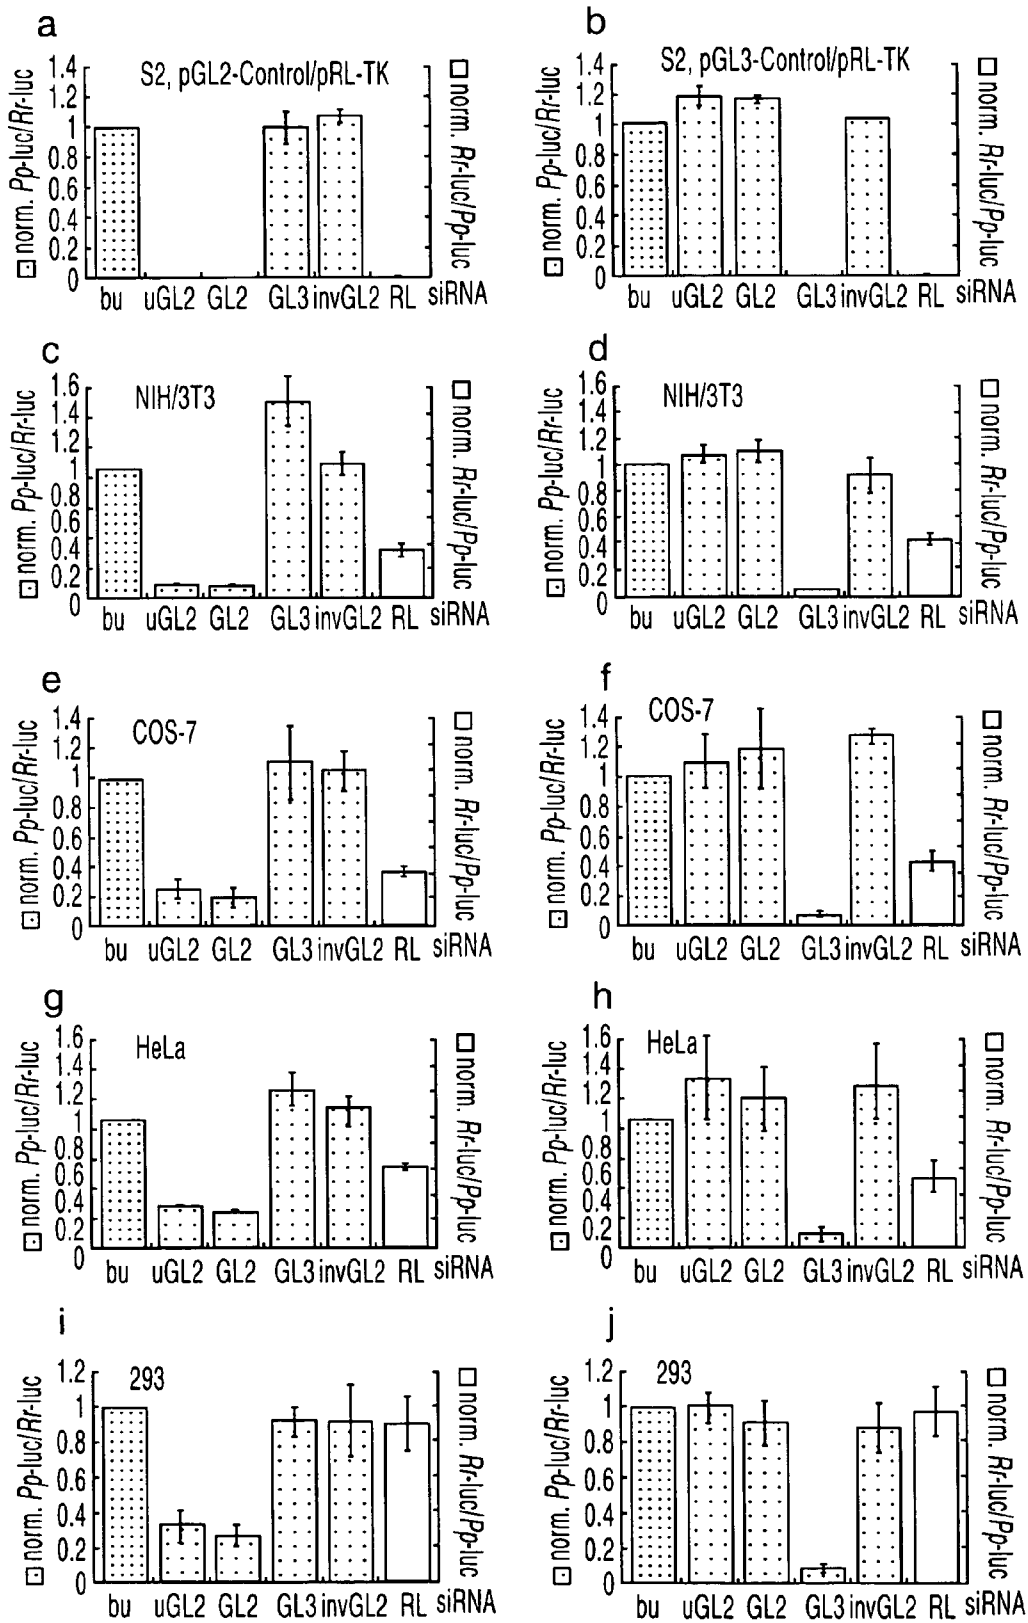 a
S2, pGL2-Control/pRL-TK
norm. Pp-luc/Rr-luc
1.4
1.2
1
0.8
0.6
0.4
0.2
0
norm. Rr-luc/Pp-luc
bu uGL2 GL2 GL3 invGL2 RL siRNA
b
S2, pGL3-Control/pRL-TK
norm. Pp-luc/Rr-luc
1.4
1.2
1
0.8
0.6
0.4
0.2
0
norm. Rr-luc/Pp-luc
bu uGL2 GL2 GL3 invGL2 RL siRNA
c
NIH/3T3
norm. Pp-luc/Rr-luc
1.6
1.4
1.2
1
0.8
0.6
0.4
0.2
0
norm. Rr-luc/Pp-luc
bu uGL2 GL2 GL3 invGL2 RL siRNA
d
NIH/3T3
norm. Pp-luc/Rr-luc
1.6
1.4
1.2
1
0.8
0.6
0.4
0.2
0
norm. Rr-luc/Pp-luc
bu uGL2 GL2 GL3 invGL2 RL siRNA
e
COS-7
norm. Pp-luc/Rr-luc
1.4
1.2
1
0.8
0.6
0.4
0.2
0
norm. Rr-luc/Pp-luc
bu uGL2 GL2 GL3 invGL2 RL siRNA
f
COS-7
norm. Pp-luc/Rr-luc
1.4
1.2
1
0.8
0.6
0.4
0.2
0
norm. Rr-luc/Pp-luc
bu uGL2 GL2 GL3 invGL2 RL siRNA
g
HeLa
norm. Pp-luc/Rr-luc
1.6
1.4
1.2
1
0.8
0.6
0.4
0.2
0
norm. Rr-luc/Pp-luc
bu uGL2 GL2 GL3 invGL2 RL siRNA
h
HeLa
norm. Pp-luc/Rr-luc
1.6
1.4
1.2
1
0.8
0.6
0.4
0.2
0
norm. Rr-luc/Pp-luc
bu uGL2 GL2 GL3 invGL2 RL siRNA
i
293
norm. Pp-luc/Rr-luc
1.2
1
0.8
0.6
0.4
0.2
0
norm. Rr-luc/Pp-luc
bu uGL2 GL2 GL3 invGL2 RL siRNA
j
293
norm. Pp-luc/Rr-luc
1.2
1
0.8
0.6
0.4
0.2
0
norm. Rr-luc/Pp-luc
bu uGL2 GL2 GL3 invGL2 RL siRNA